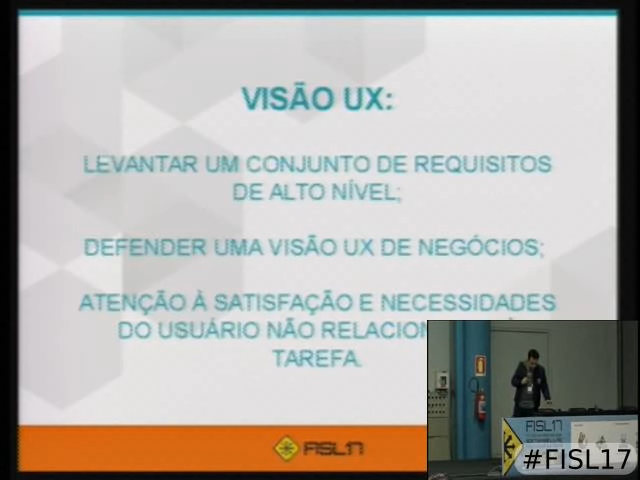 VISÃO UX:
LEVANTAR UM CONJUNTO DE REQUISITOS
DE ALTO NÍVEL;
DEFENDER UMA VISÃO UX DE NEGÓCIOS;
ATENÇÃO À SATISFAÇÃO E NECESSIDADES
DO USUÁRIO NÃO RELACION
TAREFA.
FISL17
FISL17
#FISL17